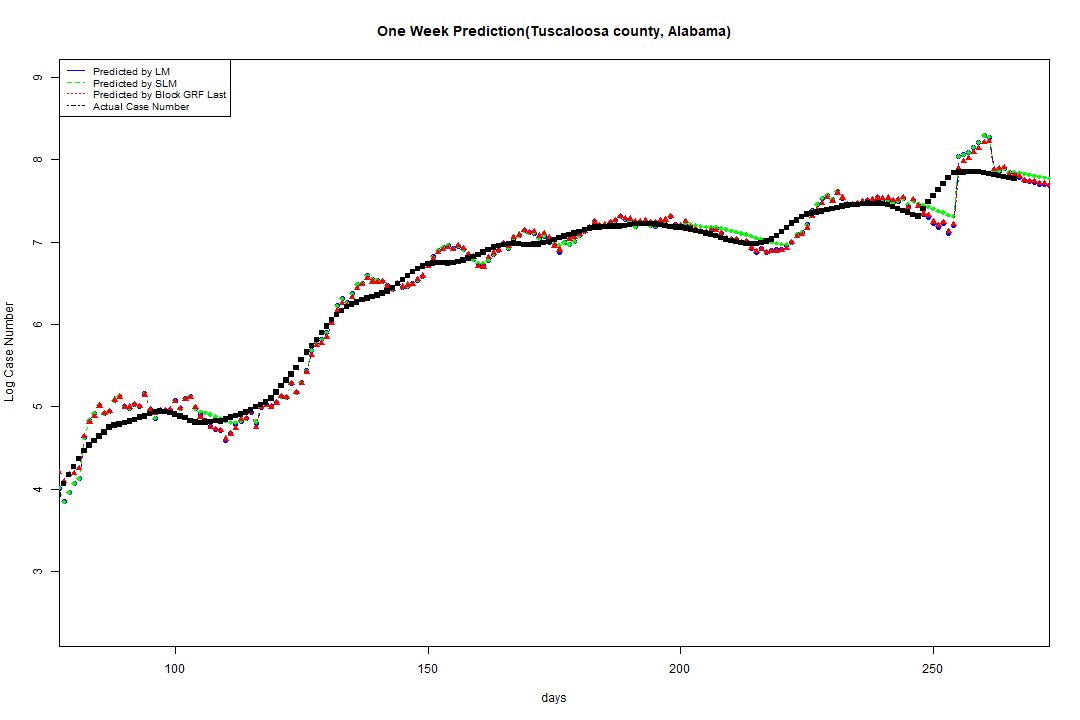 One Week Prediction(Tuscaloosa county, Alabama)
Predicted by LM
Predicted by SLM
Predicted by Block GRF Last
Actual Case Number
9
8
7
6
5
4
3
Log Case Number
100 150 200 250
days